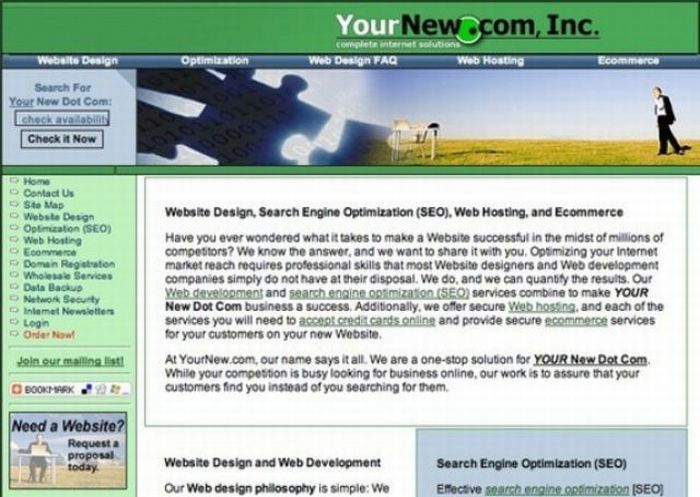 YourNew.com, Inc.
complete internet solutions
Website Design Optimization Web Design FAQ Web Hosting Ecommerce
Search For
Your New Dot Com:
check availability
Check it Now
Home
Contact Us
Site Map
Website Design
Optimization (SEO)
Web Hosting
Ecommerce
Domain Registration
Wholesale Services
Data Backup
Network Security
Internet Newsletters
Login
Order Now!
Join our mailing list!
BOOKMARK
Need a Website?
Request a
proposal
today.
Website Design, Search Engine Optimization (SEO), Web Hosting, and Ecommerce
Have you ever wondered what it takes to make a Website successful in the midst of millions of
competitors? We know the answer, and we want to share it with you. Optimizing your Internet
market reach requires professional skills that most Website designers and Web development
companies simply do not have at their disposal. We do, and we can quantify the results. Our
Web development and search engine optimization (SEO) services combine to make YOUR
New Dot Com business a success. Additionally, we offer secure Web hosting, and each of the
services you will need to accept credit cards online and provide secure ecommerce services
for your customers on your new Website.
At YourNew.com, our name says it all. We are a one-stop solution for YOUR New Dot Com.
While your competition is busy looking for business online, our work is to assure that your
customers find you instead of you searching for them.
Website Design and Web Development
Our Web design philosophy is simple: We
Search Engine Optimization (SEO)
Effective search engine optimization [SEO]